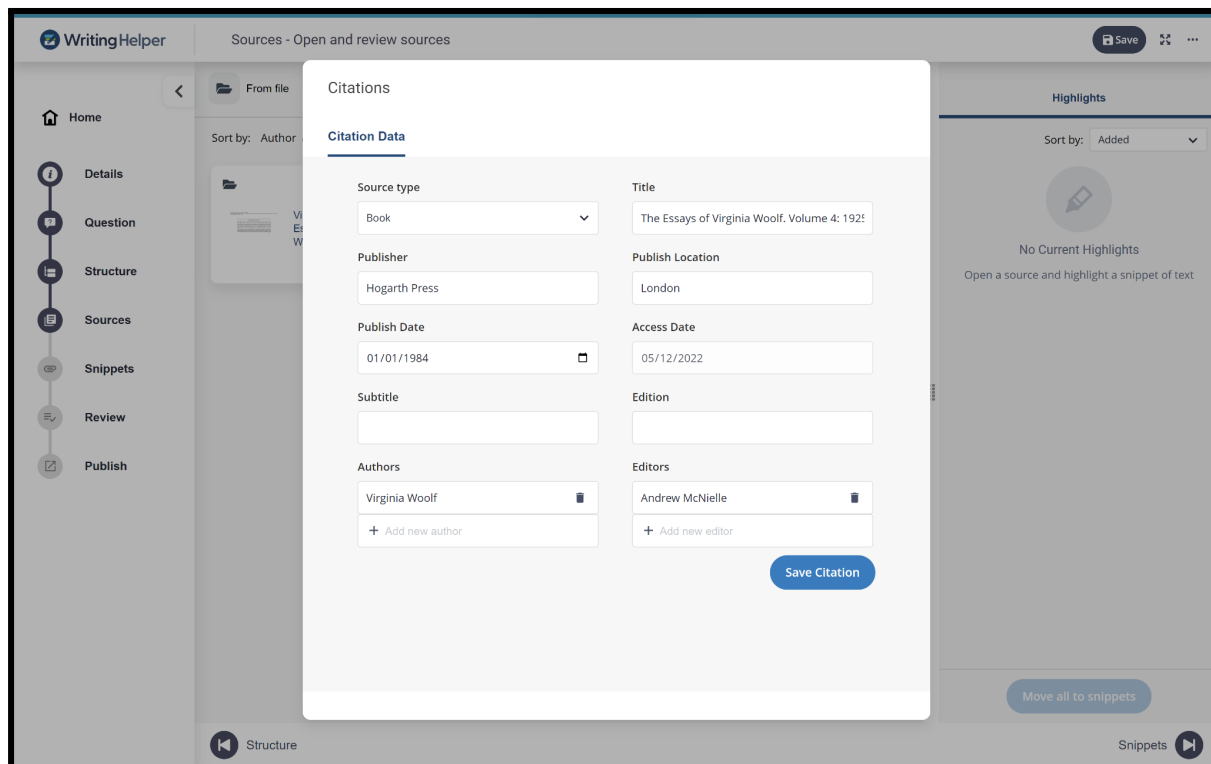 WritingHelper
Sources - Open and review sources
Save
Home
Details
Question
Structure
Sources
Snippets
Review
Publish
From file
Sort by: Author
Vi
Es
W
Citations
Citation Data
Source type
Book
Title
The Essays of Virginia Woolf. Volume 4: 192
Publisher
Hogarth Press
Publish Location
London
Publish Date
01/01/1984
Access Date
05/12/2022
Subtitle
Edition
Authors
Virginia Woolf
+ Add new author
Editors
Andrew McNielle
+ Add new editor
Save Citation
Highlights
Sort by: Added
No Current Highlights
Open a source and highlight a snippet of text
Move all to snippets
Structure
Snippets